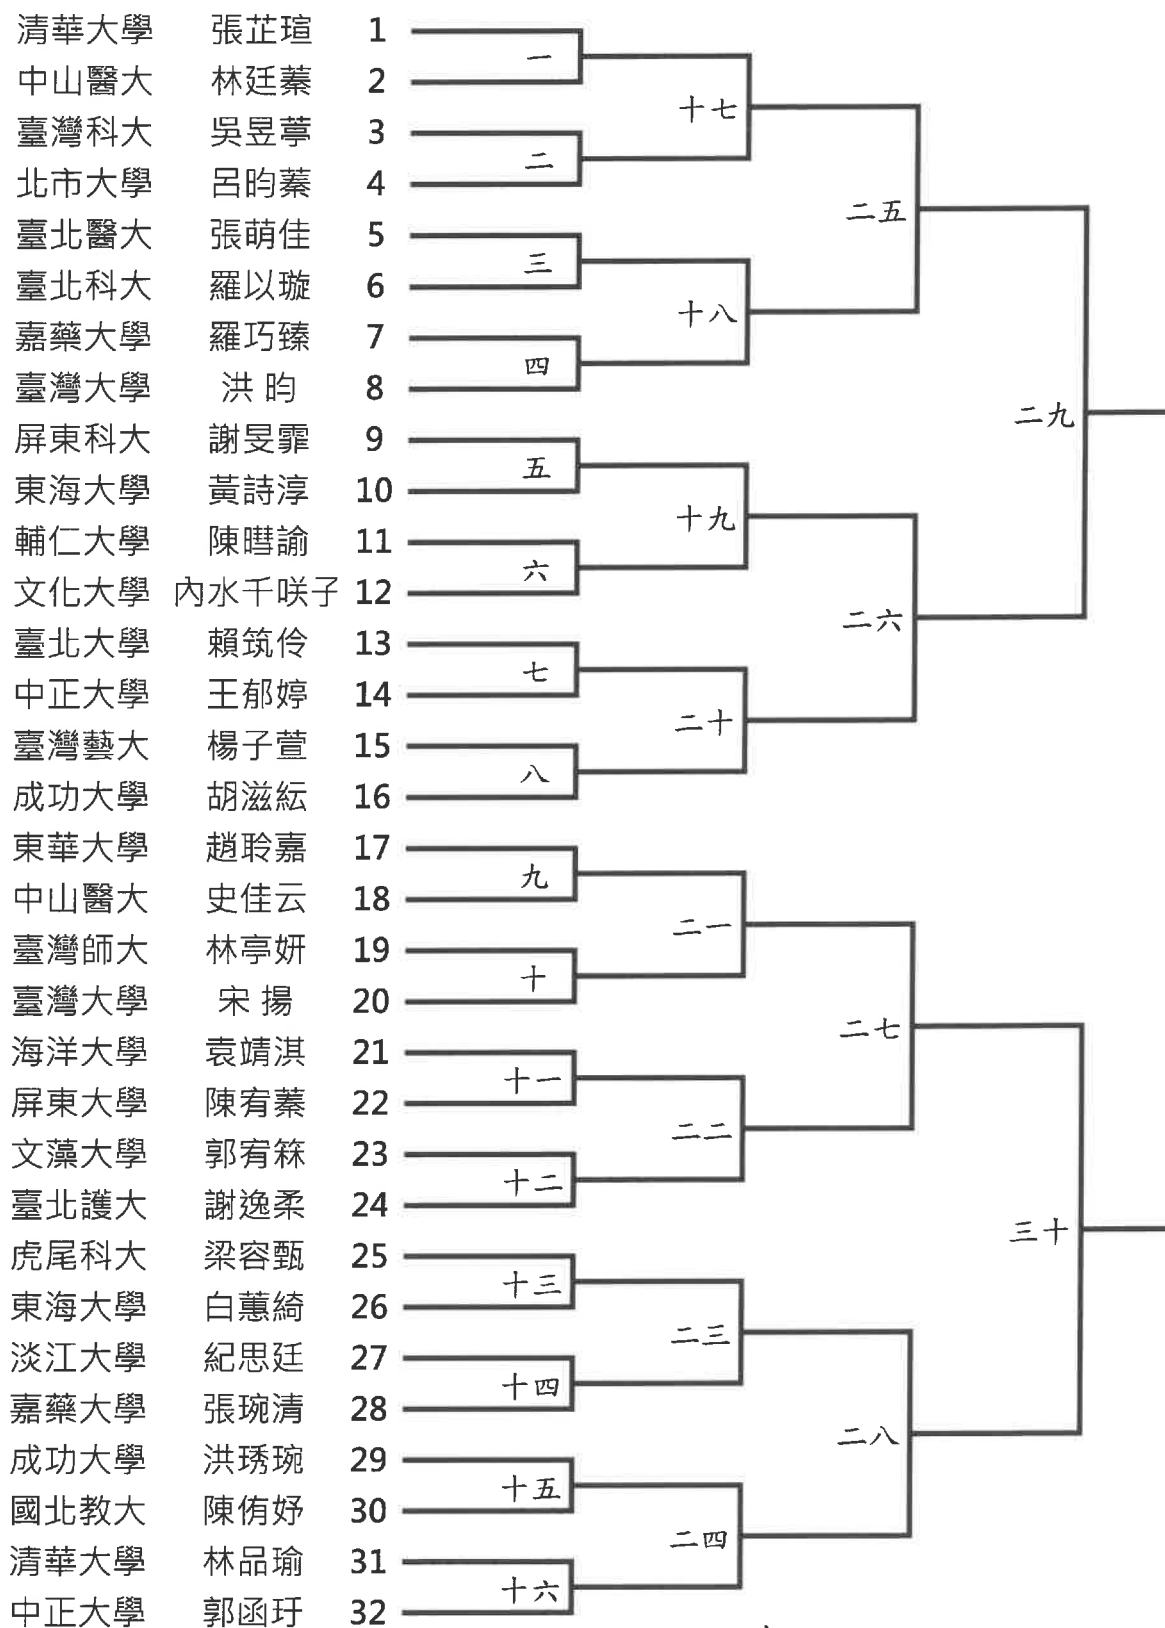 清華大學 張芷瑄 1
一
中山醫大 林廷蓁 2
十七
臺灣科大 吳昱葶 3
二
北市大學 呂昀蓁 4
二五
臺北醫大 張萌佳 5
三
臺北科大 羅以璇 6
十八
嘉藥大學 羅巧臻 7
四
臺灣大學 洪 昀 8
二九
屏東科大 謝旻霏 9
五
東海大學 黃詩淳 10
十九
輔仁大學 陳暳諭 11
六
文化大學 內水千咲子 12
二六
臺北大學 賴筑伶 13
七
中正大學 王郁婷 14
二十
臺灣藝大 楊子萱 15
八
成功大學 胡滋紜 16
東華大學 趙聆嘉 17
九
中山醫大 史佳云 18
二一
臺灣師大 林亭妍 19
十
臺灣大學 宋 揚 20
二七
海洋大學 袁靖淇 21
十一
屏東大學 陳宥蓁 22
二二
文藻大學 郭宥箖 23
十二
臺北護大 謝逸柔 24
三十
虎尾科大 梁容甄 25
十三
東海大學 白蕙綺 26
二三
淡江大學 紀思廷 27
十四
嘉藥大學 張琬清 28
二八
成功大學 洪琇琬 29
十五
國北教大 陳侑妤 30
二四
清華大學 林品瑜 31
十六
中正大學 郭函玗 32